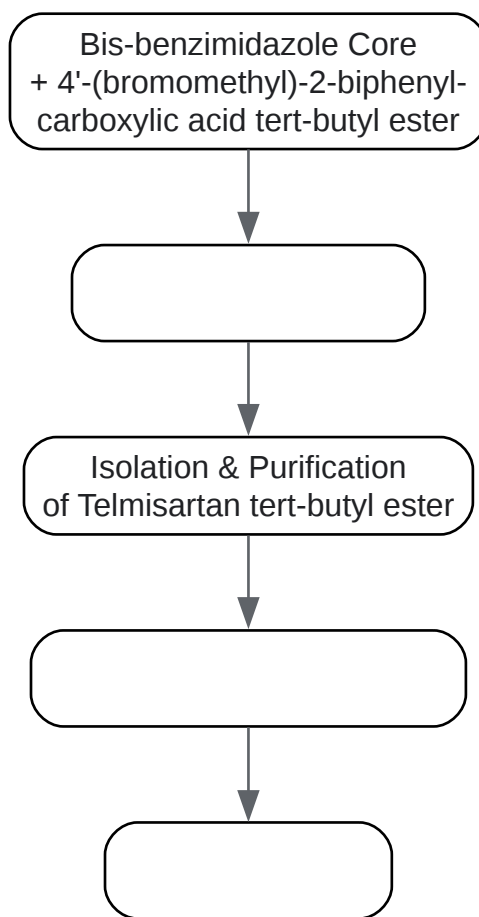 Bis-benzimidazole Core
+ 4'-(bromomethyl)-2-biphenyl-
carboxylic acid tert-butyl ester
Isolation & Purification
of Telmisartan tert-butyl ester